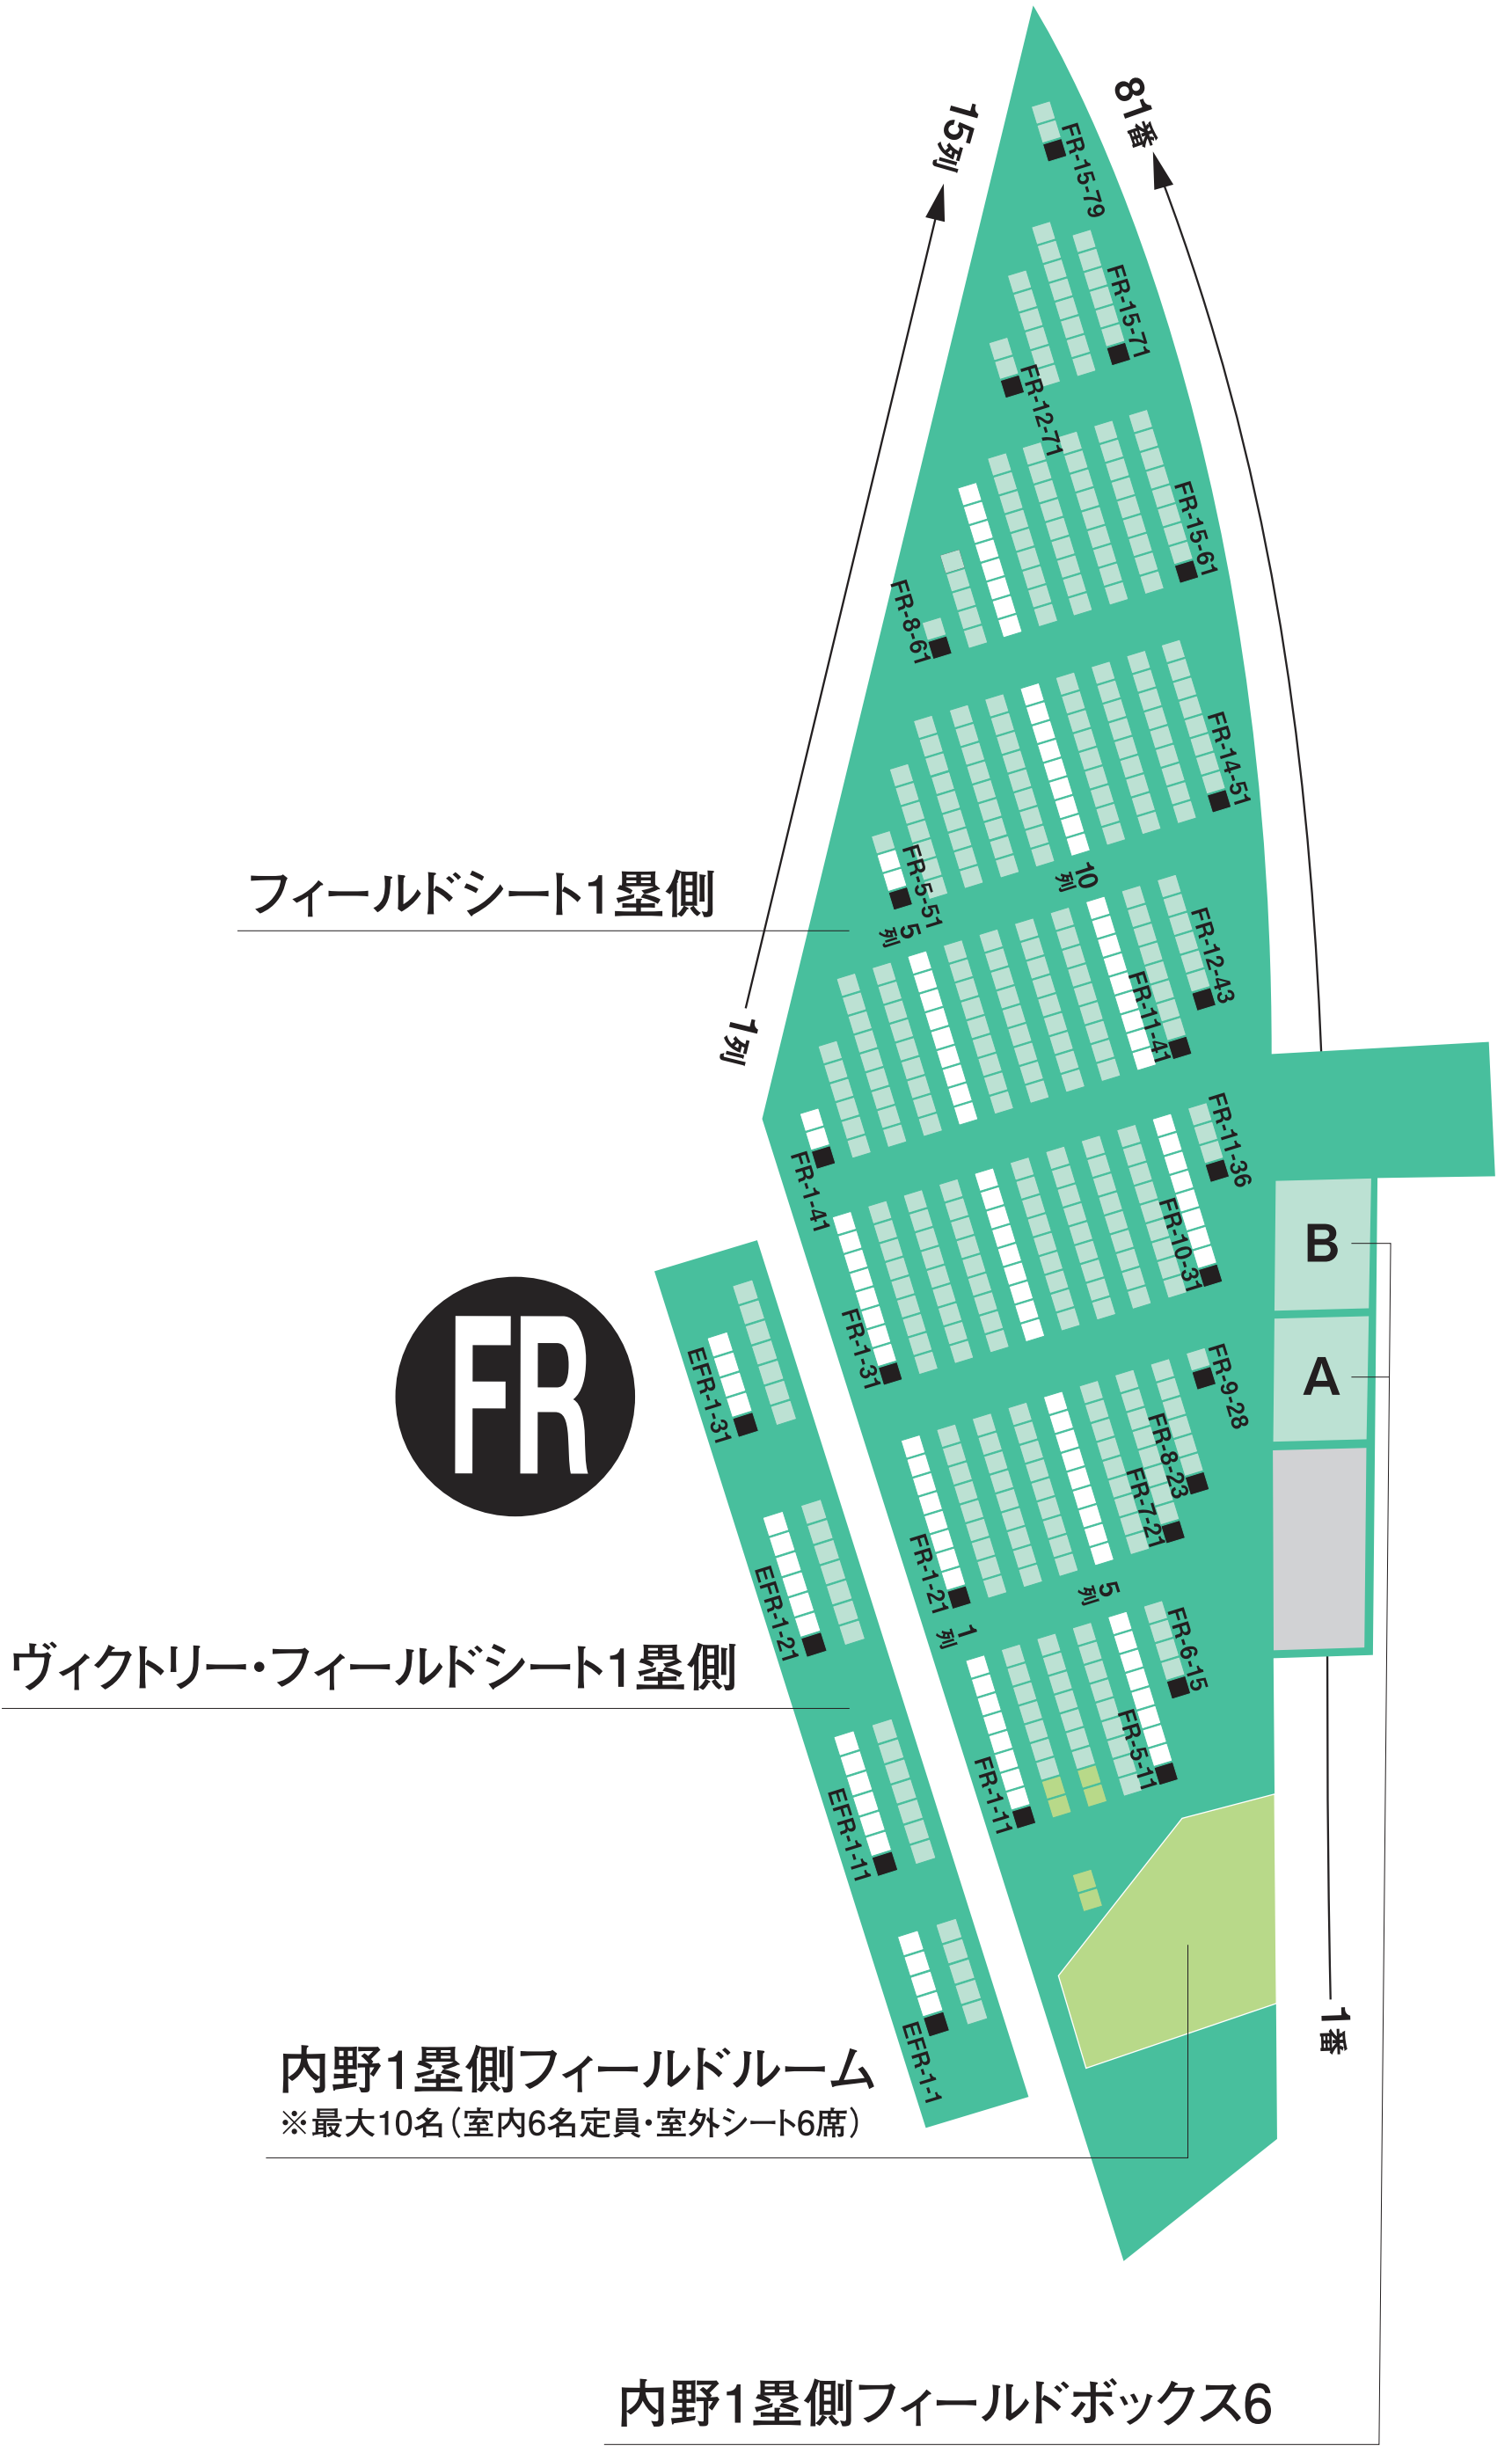 81番
15列
FR-15-79
FR-15-71
FR-12-71
FR-15-61
FR-8-61
FR-14-51
FR-5-51
10列
5列
フィールドシート1塁側
FR-12-43
FR-11-41
1列
FR-1-41
FR-11-36
FR-10-31
B
FR
EFR-1-31
FR-1-31
FR-9-28
A
FR-8-23
FR-7-21
FR-1-21
EFR-1-21
5列
1列
ヴィクトリー・フィールドシート1塁側
FR-6-15
FR-5-11
FR-1-11
EFR-1-11
1番
EFR-1-1
内野1塁側フィールドルーム
※最大10名（室内6名定員・室外シート6席）
内野1塁側フィールドボックス6